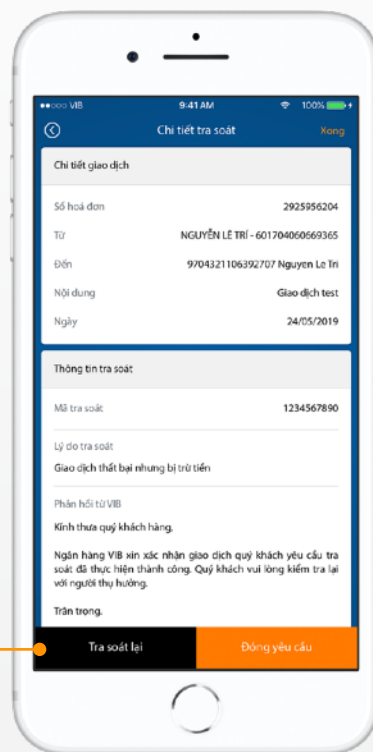 VIB 9:41 AM 100%
Chi tiết tra soát Xong
Chi tiết giao dịch
Số hoá đơn 2925956204
Từ NGUYỄN LÊ TRÍ - 601704060669365
Đến 9704321106392707 Nguyen Le Tri
Nội dung Giao dịch test
Ngày 24/05/2019
Thông tin tra soát
Mã tra soát 1234567890
Lý do tra soát
Giao dịch thất bại nhưng bị trừ tiền
Phản hồi từ VIB
Kính thưa quý khách hàng,
Ngân hàng VIB xin xác nhận giao dịch quý khách yêu cầu tra
soát đã thực hiện thành công. Quý khách vui lòng kiểm tra lại
với người thụ hưởng.
Trân trọng.
Tra soát lại Đóng yêu cầu